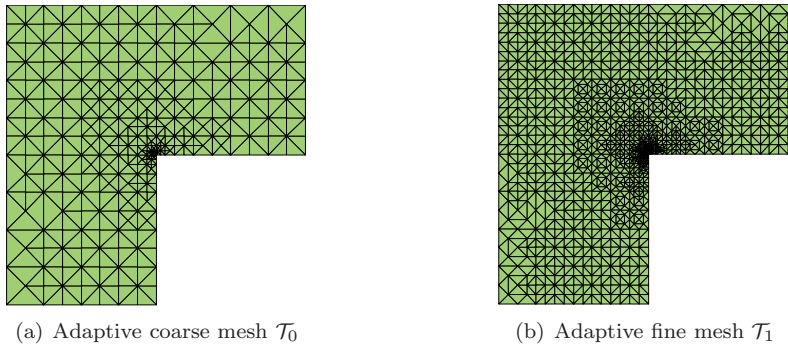 (a) Adaptive coarse mesh 𝒯₀
(b) Adaptive fine mesh 𝒯₁